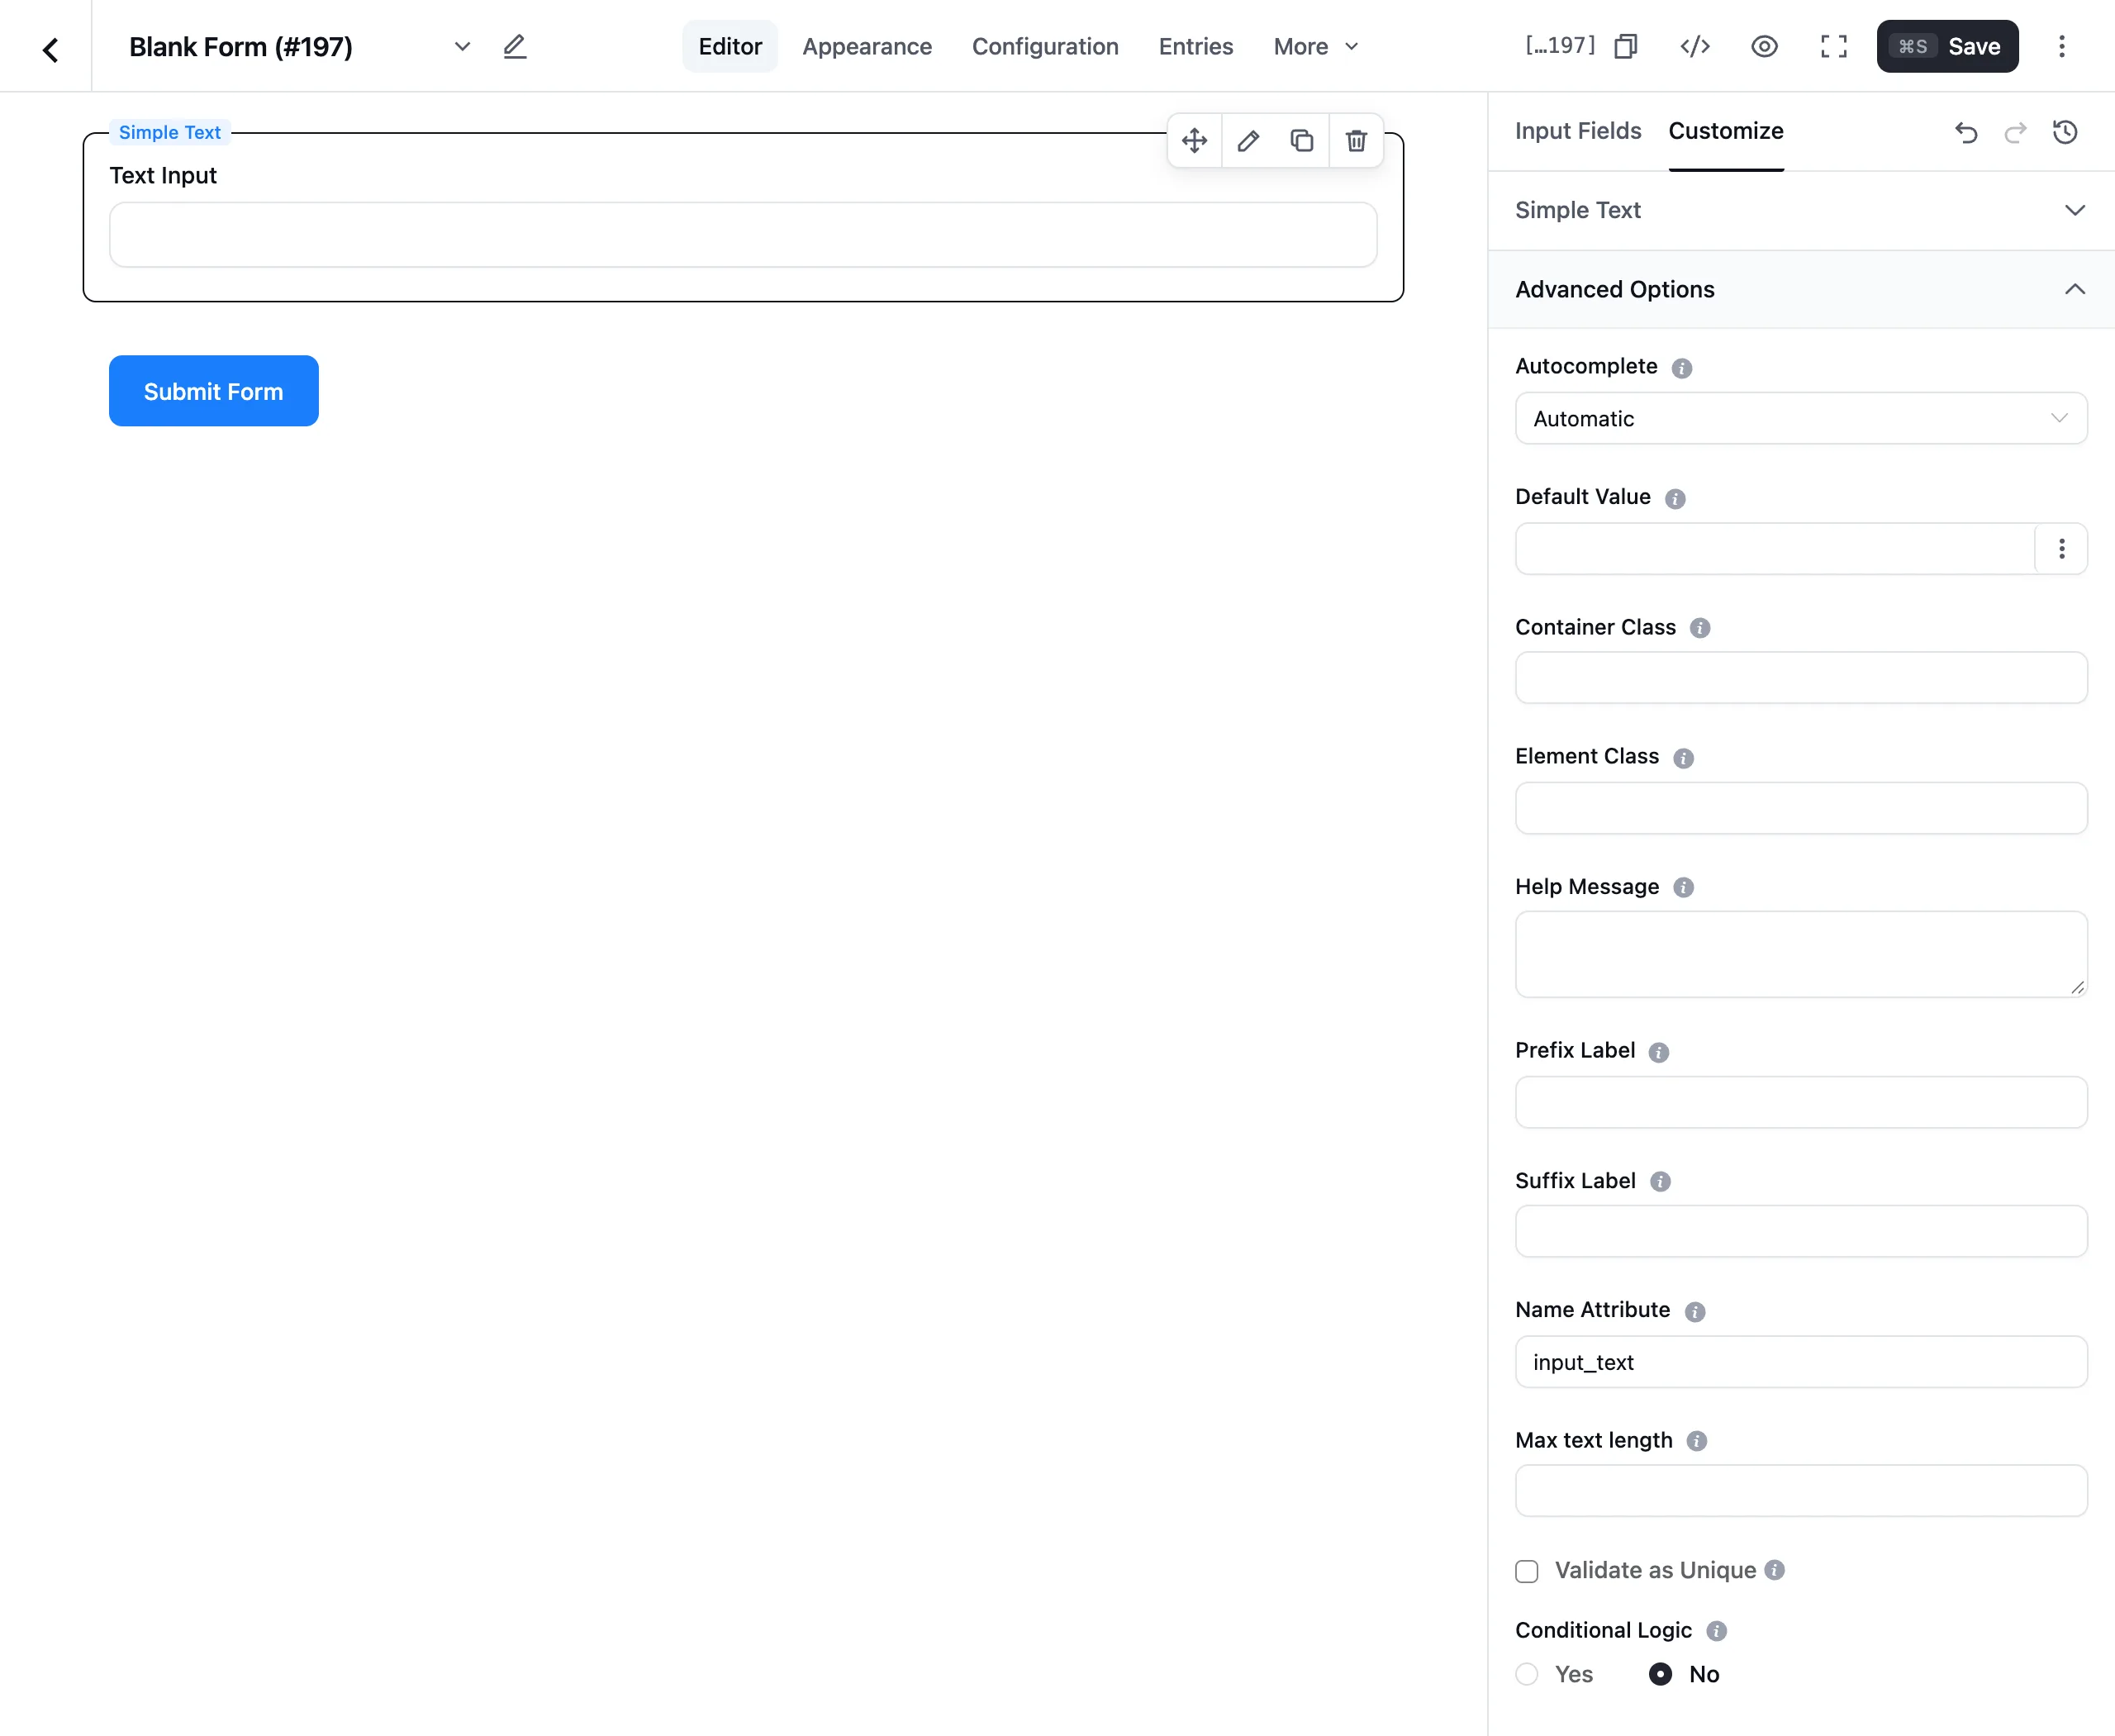 Blank Form (#197)
Editor
Appearance
Configuration
Entries
More
[...197]
⌘S Save
Simple Text
Text Input
Submit Form
Input Fields
Customize
Simple Text
Advanced Options
Autocomplete
Automatic
Default Value
Container Class
Element Class
Help Message
Prefix Label
Suffix Label
Name Attribute
input_text
Max text length
Validate as Unique
Conditional Logic
Yes
No